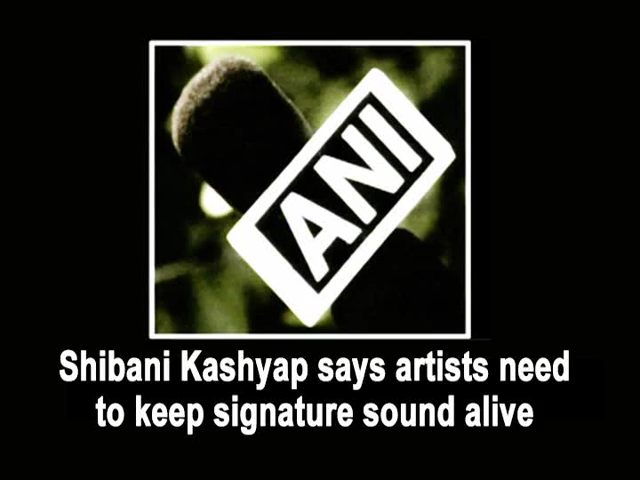 ANI
Shibani Kashyap says artists need
to keep signature sound alive